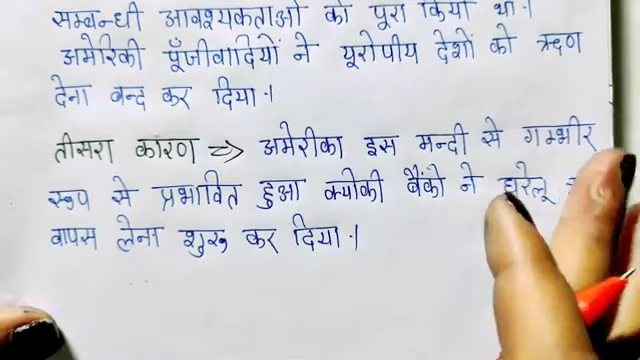 सम्बन्धी आवश्यकताओं को पूरा किया था।
अमेरिकी पूँजीवादियों ने यूरोपीय देशों को ऋण
देना बन्द कर दिया।
तीसरा कारण ⇒ अमेरीका इस मन्दी से गम्भीर
रूप से प्रभावित हुआ क्योकी बैंको ने घरेलू
वापस लेना शुरू कर दिया।